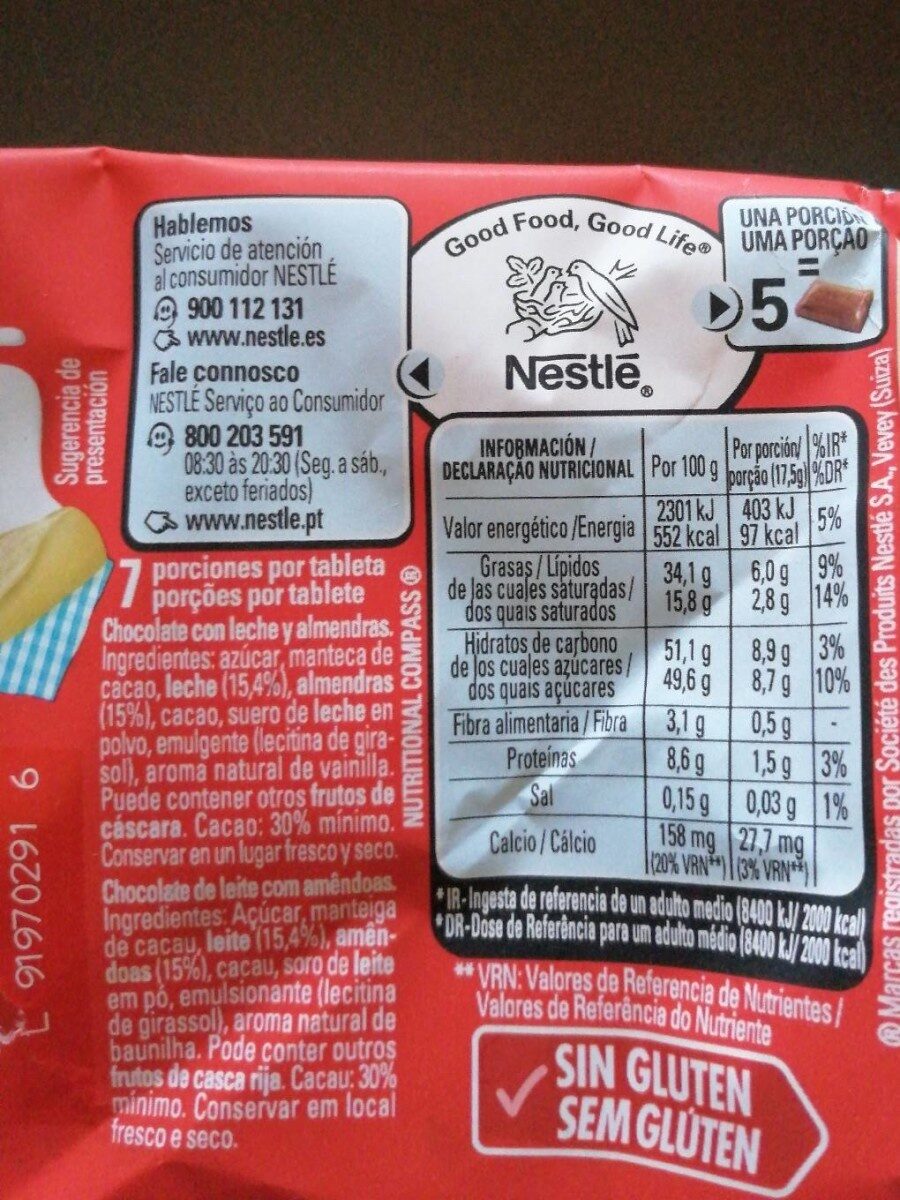 Hablemos
Servicio de atención
al consumidor NESTLÉ
900 112 131
www.nestle.es
Fale connosco
NESTLÉ Serviço ao Consumidor
800 203 591
08:30 às 20:30 (Seg. a sáb.,
exceto feriados)
www.nestle.pt
Good Food, Good Life®
Nestlé®
UNA PORCIÓN
UMA PORÇÃO
=
5
Sugerencia de
presentación
7 porciones por tableta
porções por tablete
Chocolate con leche y almendras.
Ingredientes: azúcar, manteca de
cacao, leche (15,4%), almendras
(15%), cacao, suero de leche en
polvo, emulgente (lecitina de gira-
sol), aroma natural de vainilla.
Puede contener otros frutos de
cáscara. Cacao: 30% mínimo.
Conservar en un lugar fresco y seco.
Chocolate de leite com amêndoas.
Ingredientes: Açúcar, manteiga
de cacau, leite (15,4%), amên-
doas (15%), cacau, soro de leite
em pó, emulsionante (lecitina
de girassol), aroma natural de
baunilha. Pode conter outros
frutos de casca rija. Cacau: 30%
mínimo. Conservar em local
fresco e seco.
NUTRITIONAL COMPASS ®
INFORMACIÓN / DECLARAÇÃO NUTRICIONAL Por 100 g Por porción/ porção (17,5g) %IR* %DR*
Valor energético /Energia 2301 kJ 552 kcal 403 kJ 97 kcal 5%
Grasas / Lípidos 34,1 g 6,0 g 9%
de las cuales saturadas / dos quais saturados 15,8 g 2,8 g 14%
Hidratos de carbono 51,1 g 8,9 g 3%
de los cuales azúcares / dos quais açúcares 49,6 g 8,7 g 10%
Fibra alimentaria / Fibra 3,1 g 0,5 g -
Proteínas 8,6 g 1,5 g 3%
Sal 0,15 g 0,03 g 1%
Calcio / Cálcio 158 mg (20% VRN**) 27,7 mg (3% VRN**)
*IR-Ingesta de referencia de un adulto medio (8400 kJ/ 2000 kcal)
*DR-Dose de Referência para um adulto médio (8400 kJ/ 2000 kcal)
** VRN: Valores de Referencia de Nutrientes /
Valores de Referência do Nutriente
SIN GLUTEN
SEM GLÚTEN
® Marcas registradas por Société des Produits Nestlé S.A., Vevey (Suiza)
91970291 6